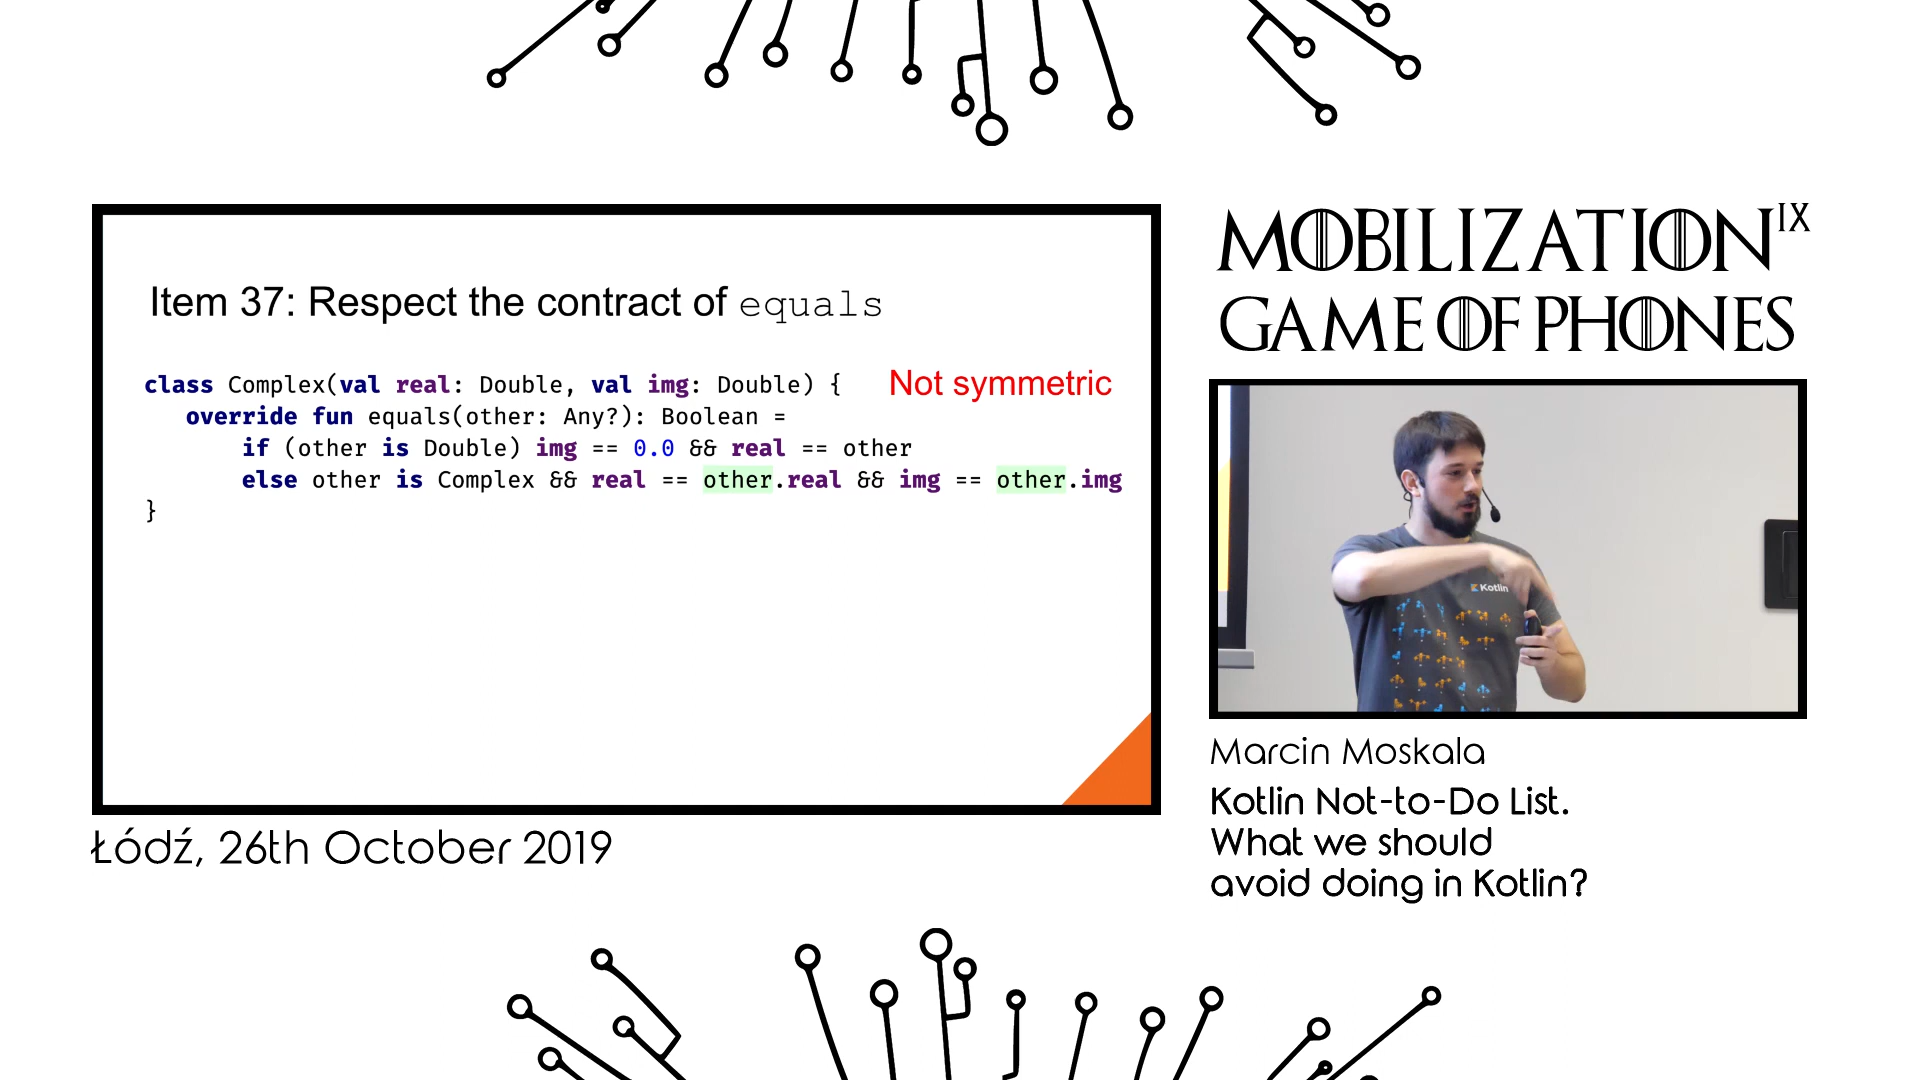 Item 37: Respect the contract of equals
class Complex(val real: Double, val img: Double) { Not symmetric
override fun equals(other: Any?): Boolean =
if (other is Double) img == 0.0 && real == other
else other is Complex && real == other.real && img == other.img
}
Łódź, 26th October 2019
MOBILIZATION IX
GAME OF PHONES
Kotlin
Marcin Moskala
Kotlin Not-to-Do List.
What we should
avoid doing in Kotlin?